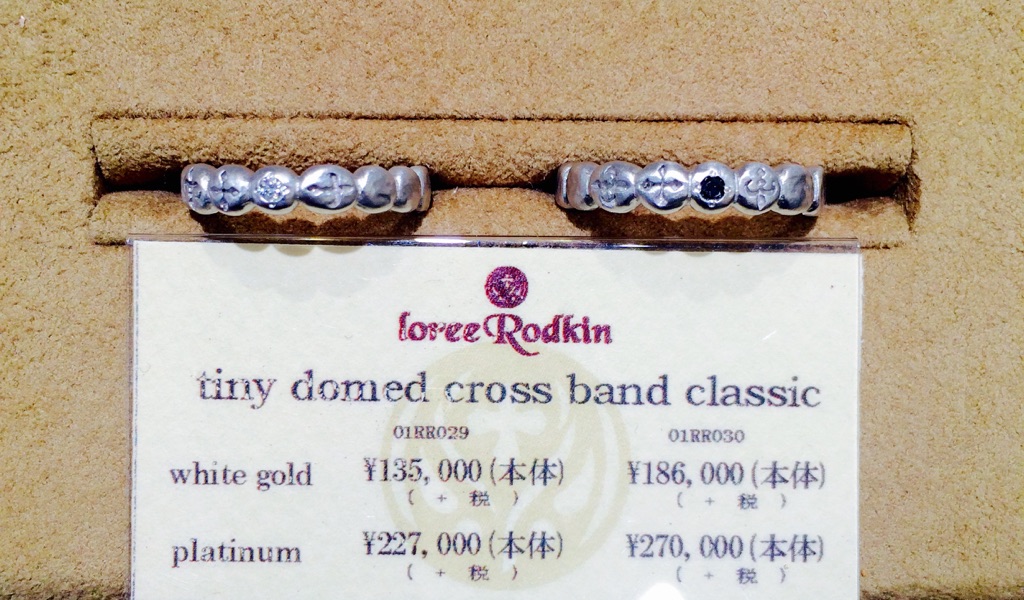 loree Rodkin
tiny domed cross band classic
01RR029 01RR030
white gold ¥135,000(本体) ¥186,000(本体)
( + 税 ) ( + 税 )
platinum ¥227,000(本体) ¥270,000(本体)
( + 税 ) ( + 税 )